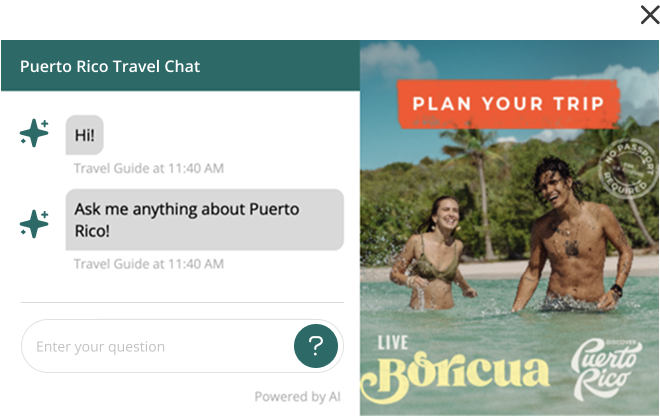 Puerto Rico Travel Chat
Hi!
Travel Guide at 11:40 AM
Ask me anything about Puerto
Rico!
Travel Guide at 11:40 AM
Enter your question
?
Powered by AI
PLAN YOUR TRIP
NO PASSPORT
REQUIRED
LIVE
Boricua
DISCOVER
Puerto
Rico